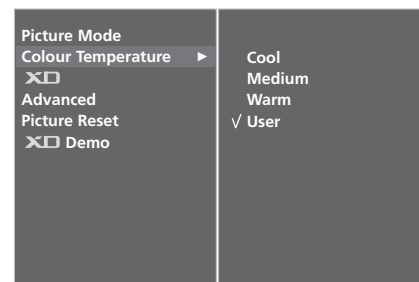 Picture Mode
Colour Temperature ►
XD
Advanced
Picture Reset
XD Demo
Cool
Medium
Warm
√ User